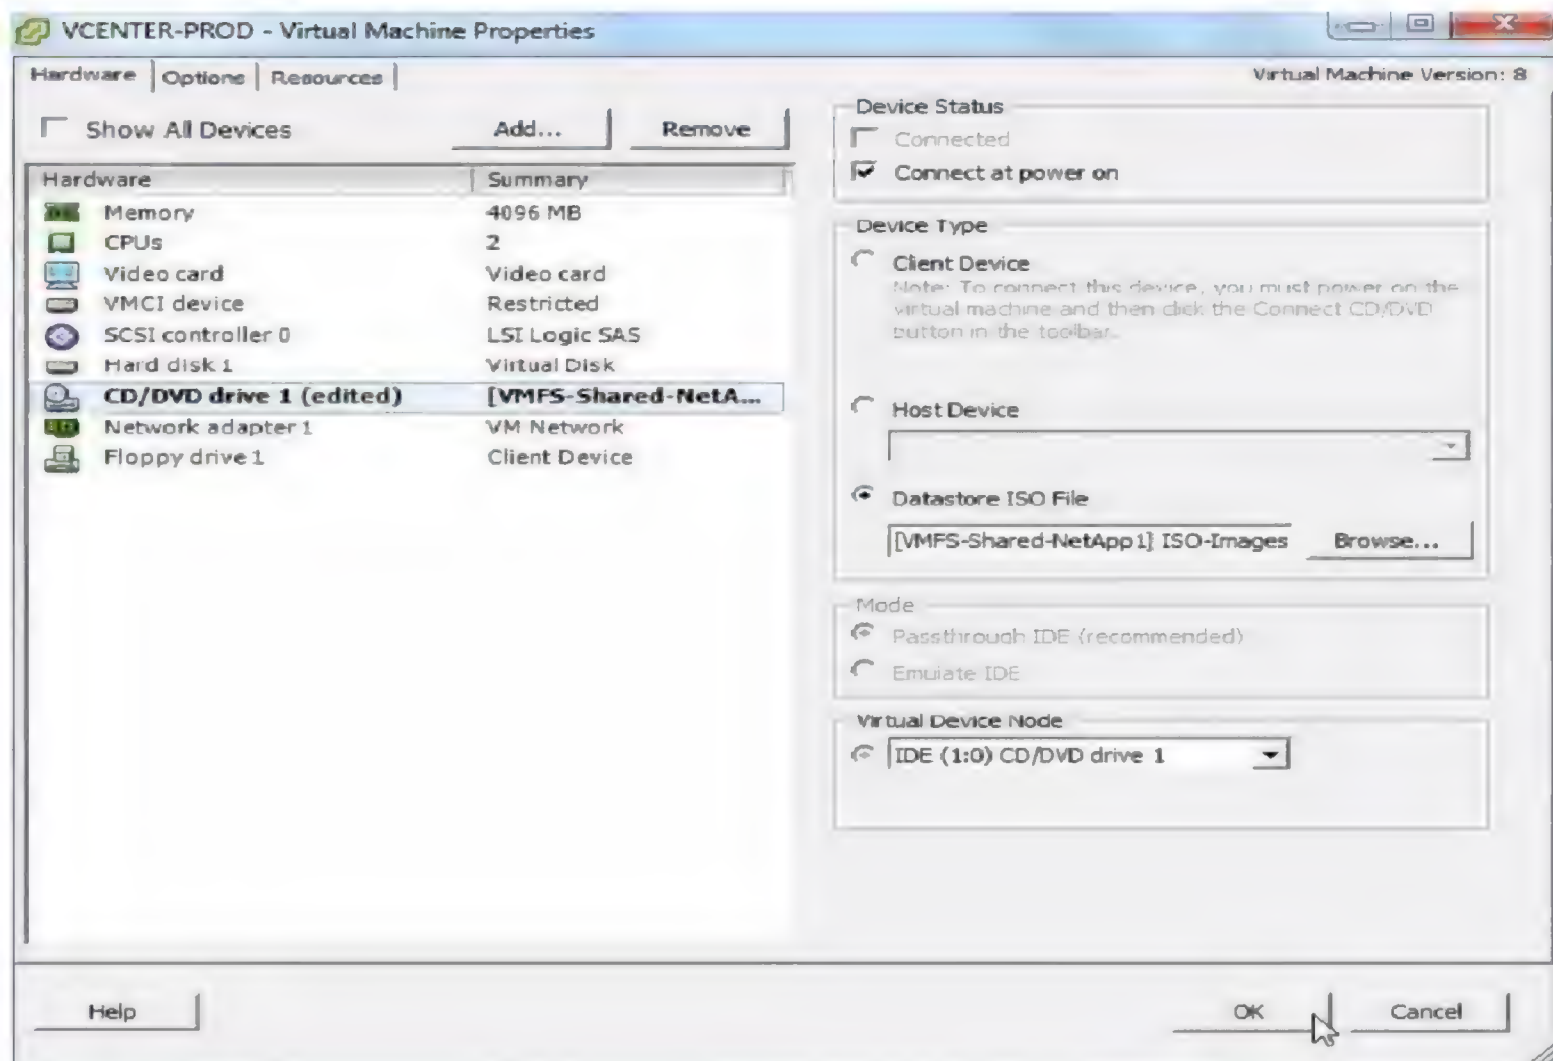 VCENTER-PROD - Virtual Machine Properties
Hardware Options Resources
Virtual Machine Version: 8
Show All Devices Add... Remove
Hardware Summary
Memory 4096 MB
CPUs 2
Video card Video card
VMCI device Restricted
SCSI controller 0 LSI Logic SAS
Hard disk 1 Virtual Disk
CD/DVD drive 1 (edited) [VMFS-Shared-NetA...
Network adapter 1 VM Network
Floppy drive 1 Client Device
Device Status
Connected
Connect at power on
Device Type
Client Device
Note: To connect this device, you must power on the
virtual machine and then click the Connect CD/DVD
button in the toolbar.
Host Device
Datastore ISO File
[VMFS-Shared-NetApp1] ISO-Images Browse...
Mode
Passthrough IDE (recommended)
Emulate IDE
Virtual Device Node
IDE (1:0) CD/DVD drive 1
Help OK Cancel